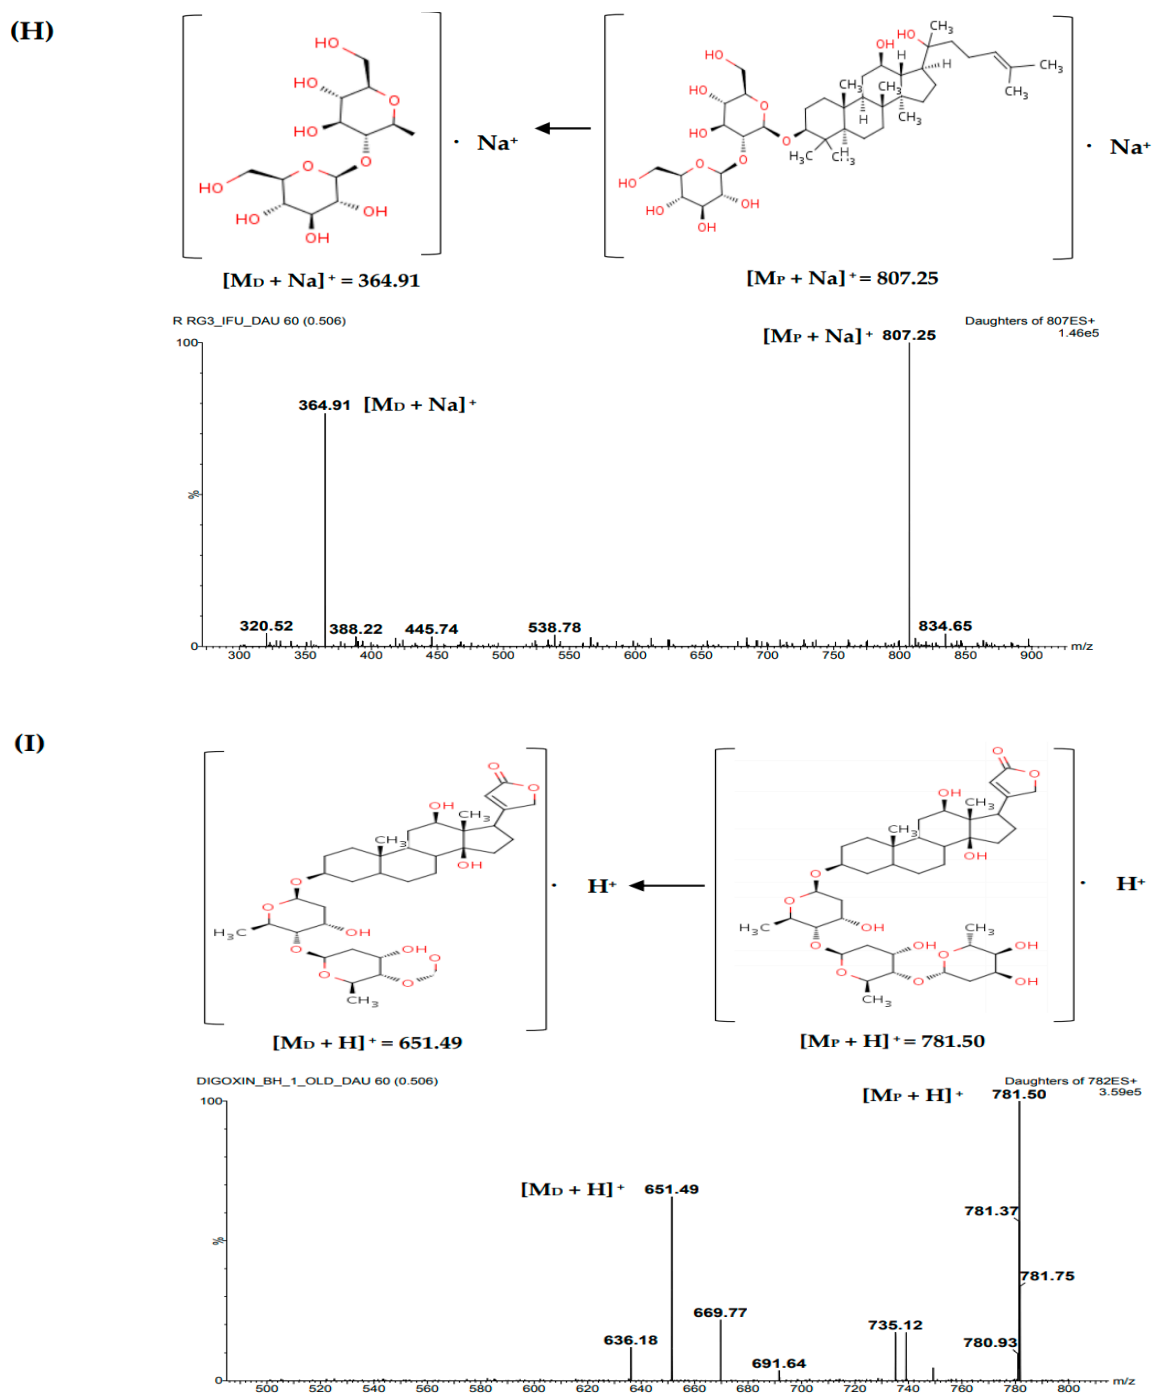 (H)
HO
HO
HO
O
O
HO
O
HO
OH
OH
· Na⁺
[MD + Na]⁺ = 364.91
HO
HO
HO
O
O
O
HO
O
HO
OH
OH
H₃C
CH₃
CH₃
H
H
CH₃
CH₃
OH
H
H
HO
CH₃
CH₃
CH₃
· Na⁺
[MP + Na]⁺ = 807.25
R RG3_IFU_DAU 60 (0.506)
Daughters of 807ES+
1.46e5
[MP + Na]⁺ 807.25
100
%
0
364.91 [MD + Na]⁺
320.52
388.22
445.74
538.78
834.65
300 350 400 450 500 550 600 650 700 750 800 850 900 m/z
(I)
O
O
OH
CH₃
CH₃
OH
O
O
H₃C
OH
O
O
OH
O
O
CH₃
· H⁺
[MD + H]⁺ = 651.49
O
O
OH
CH₃
CH₃
OH
O
O
H₃C
OH
O
O
OH
O
CH₃
O
CH₃
OH
OH
· H⁺
[MP + H]⁺ = 781.50
DIGOXIN_BH_1_OLD_DAU 60 (0.506)
Daughters of 782ES+
3.59e5
[MP + H]⁺ 781.50
100
%
0
[MD + H]⁺ 651.49
781.37
781.75
780.93
636.18
669.77
691.64
735.12
500 520 540 560 580 600 620 640 660 680 700 720 740 760 780 800 m/z